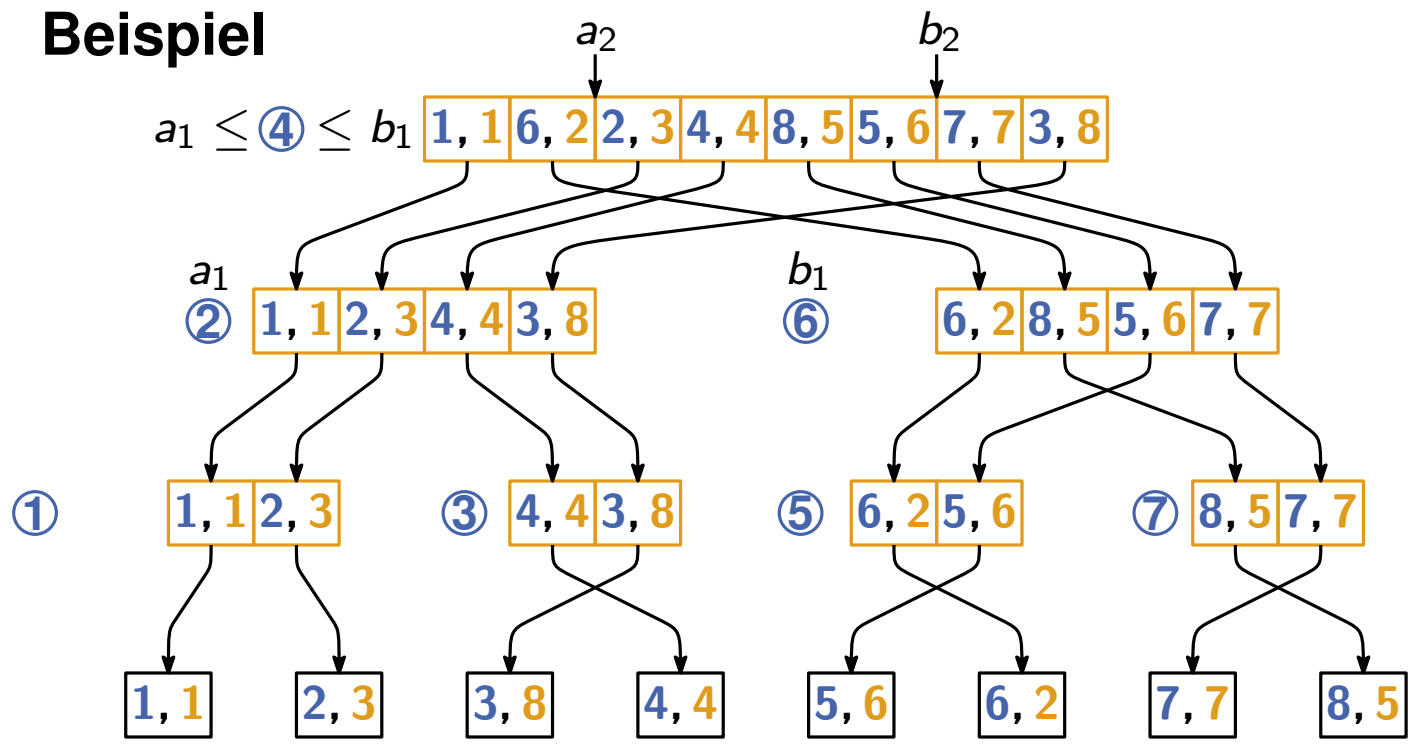 Beispiel
a₂ b₂
a₁ ≤ ④ ≤ b₁ 1, 1 6, 2 2, 3 4, 4 8, 5 5, 6 7, 7 3, 8
a₁ b₁
② 1, 1 2, 3 4, 4 3, 8 ⑥ 6, 2 8, 5 5, 6 7, 7
① 1, 1 2, 3 ③ 4, 4 3, 8 ⑤ 6, 2 5, 6 ⑦ 8, 5 7, 7
1, 1 2, 3 3, 8 4, 4 5, 6 6, 2 7, 7 8, 5